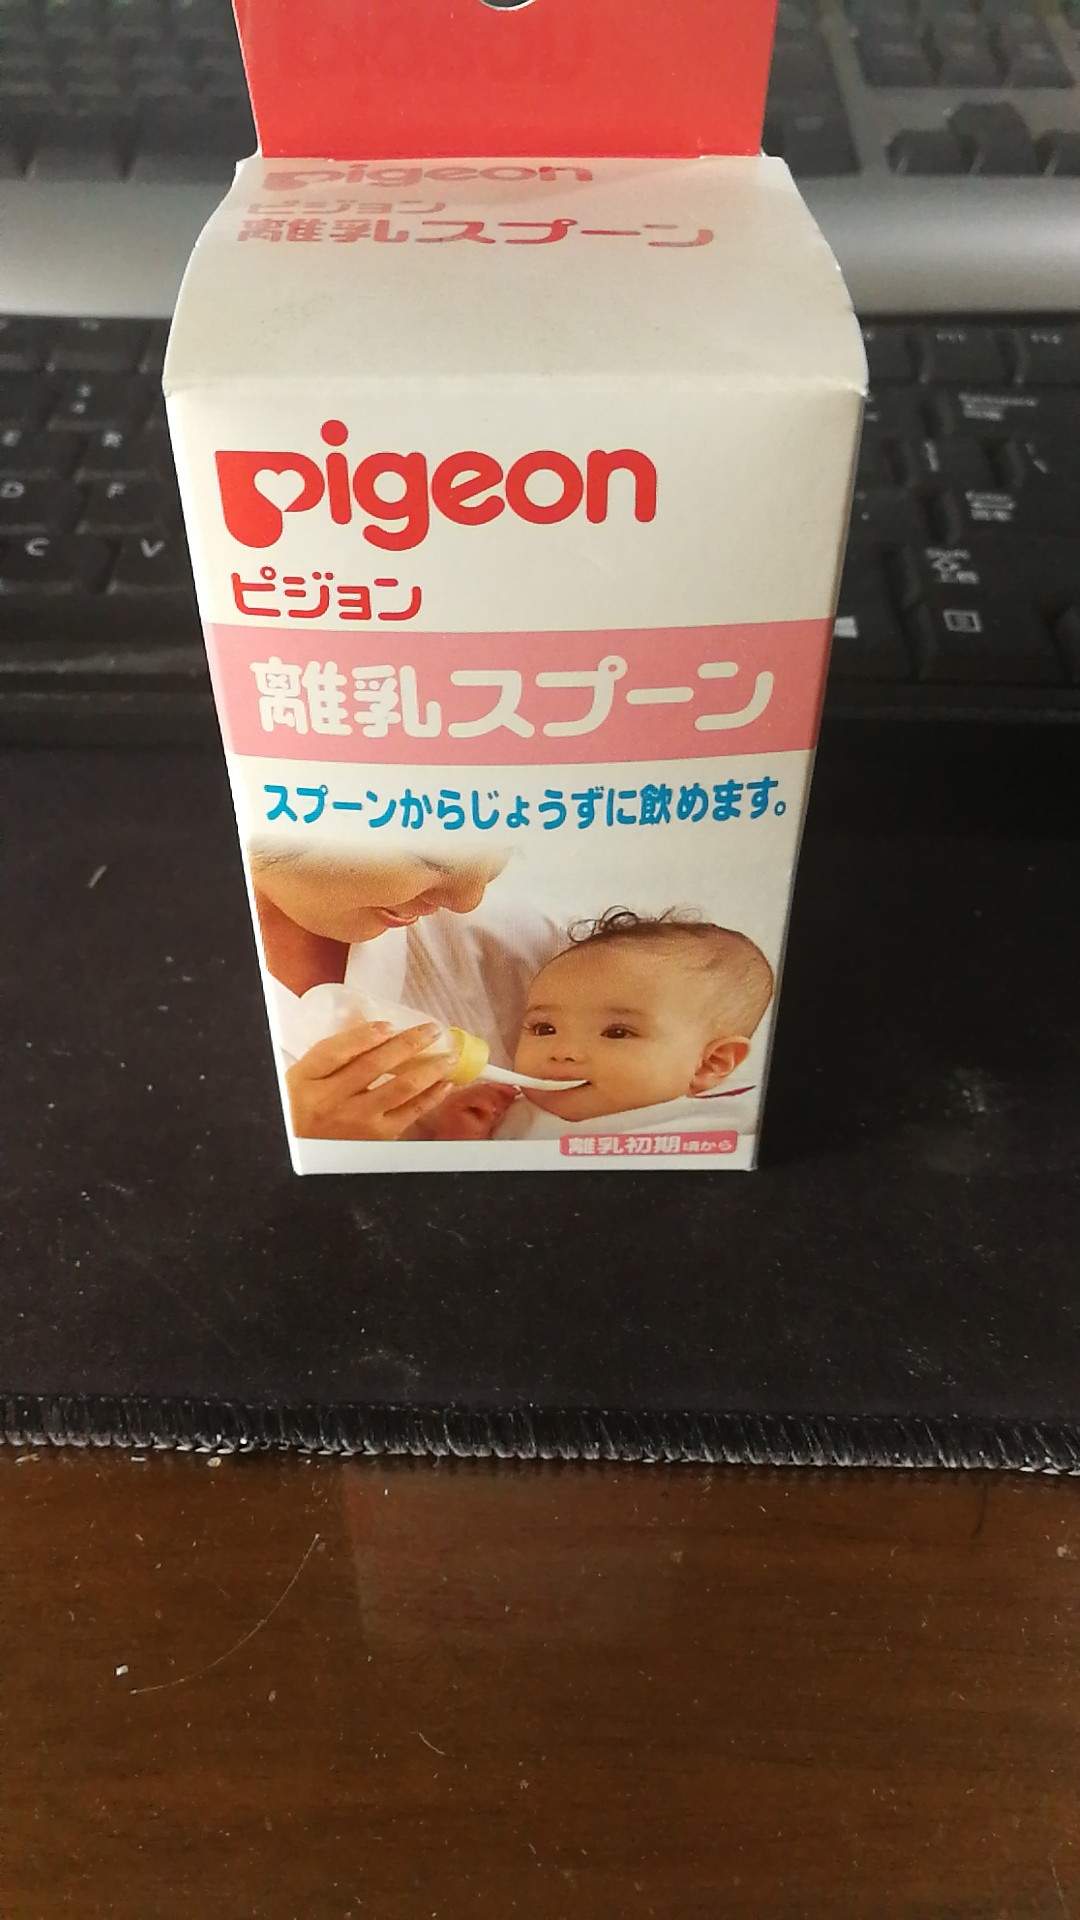 pigeon
ピジョン
離乳スプーン
pigeon
ピジョン
離乳スプーン
スプーンからじょうずに飲めます。
離乳初期頃から
E
R
D
F
C
V